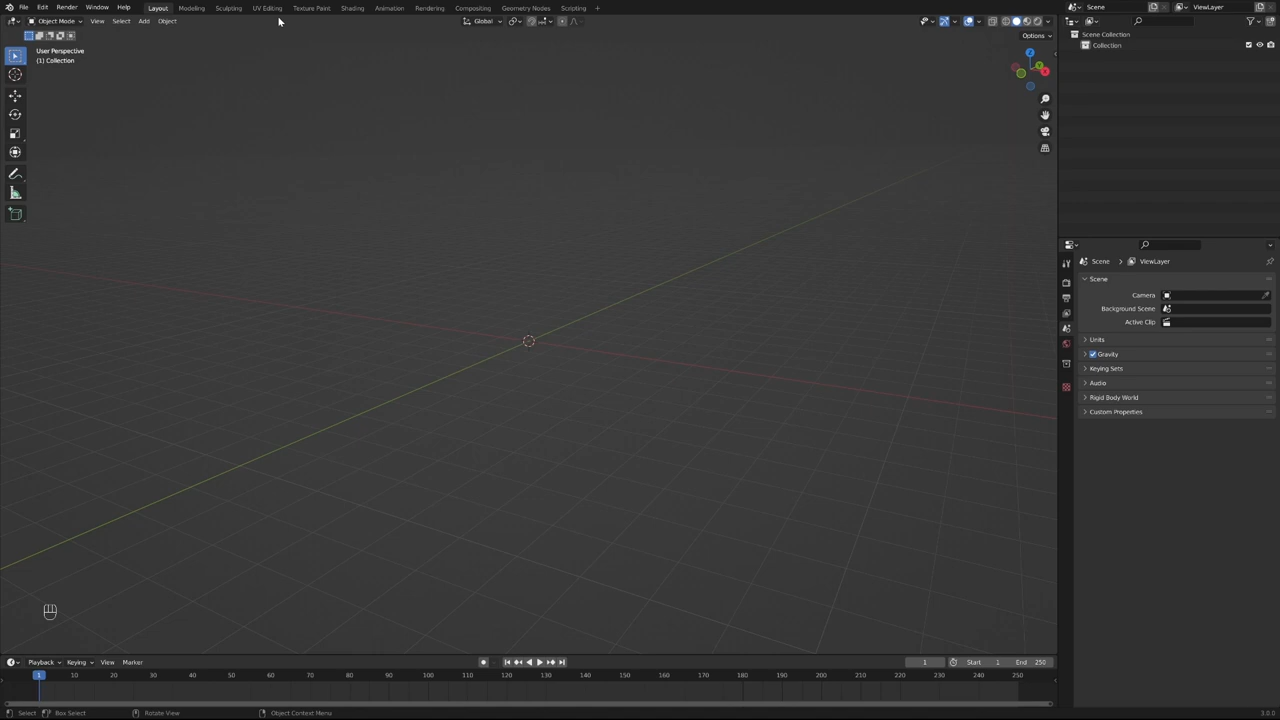 File Edit Render Window Help Layout Modeling Sculpting UV Editing Texture Paint Shading Animation Rendering Compositing Geometry Nodes Scripting + Scene ViewLayer
Object Mode View Select Add Object Global
Options
User Perspective
(1) Collection
Z
Y
X
Scene Collection
Collection
Scene ViewLayer
Scene
Camera
Background Scene
Active Clip
Units
Gravity
Keying Sets
Audio
Rigid Body World
Custom Properties
Playback Keying View Marker 1 Start 1 End 250
1 10 20 30 40 50 60 70 80 90 100 110 120 130 140 150 160 170 180 190 200 210 220 230 240 250
Select Box Select Rotate View Object Context Menu 3.0.0